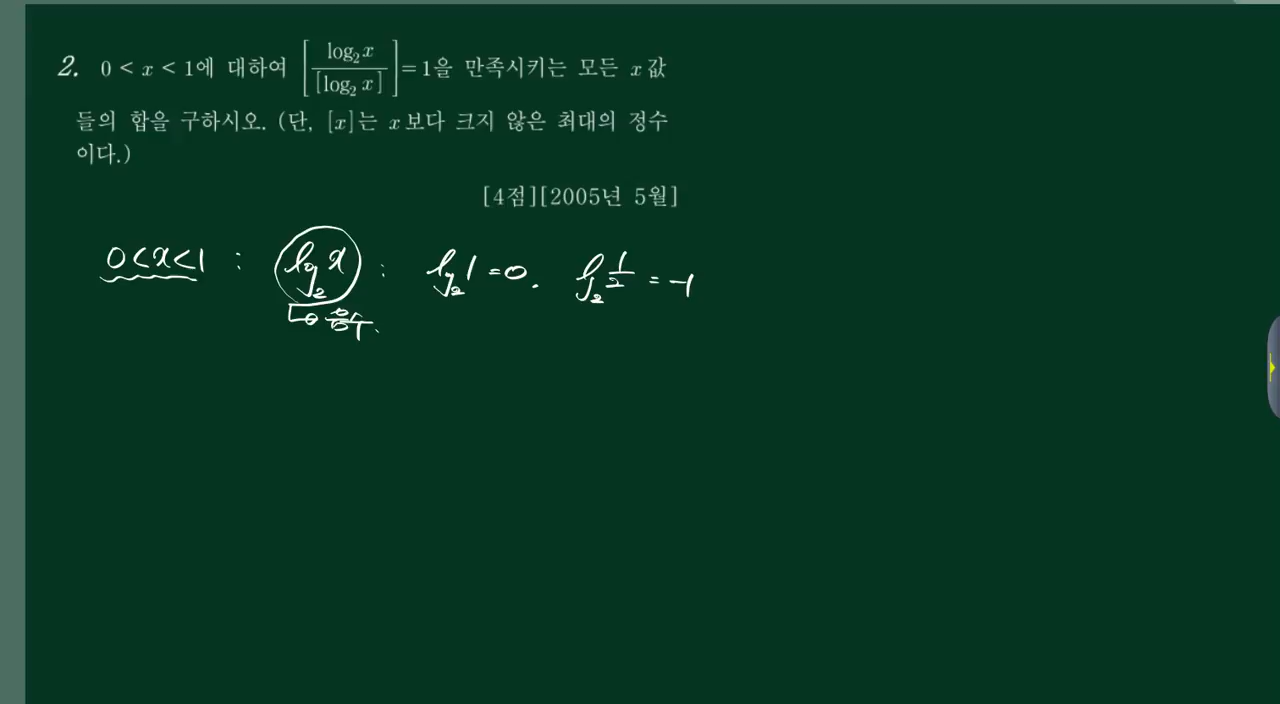 2. 0 < x < 1에 대하여 [log₂x / [log₂ x]] = 1을 만족시키는 모든 x값
들의 합을 구하시오. (단, [x]는 x보다 크지 않은 최대의 정수
이다.)
[4점][2005년 5월]
0<x<1 : log₂x : log₂1 = 0. log₂1/2 = -1
음수.